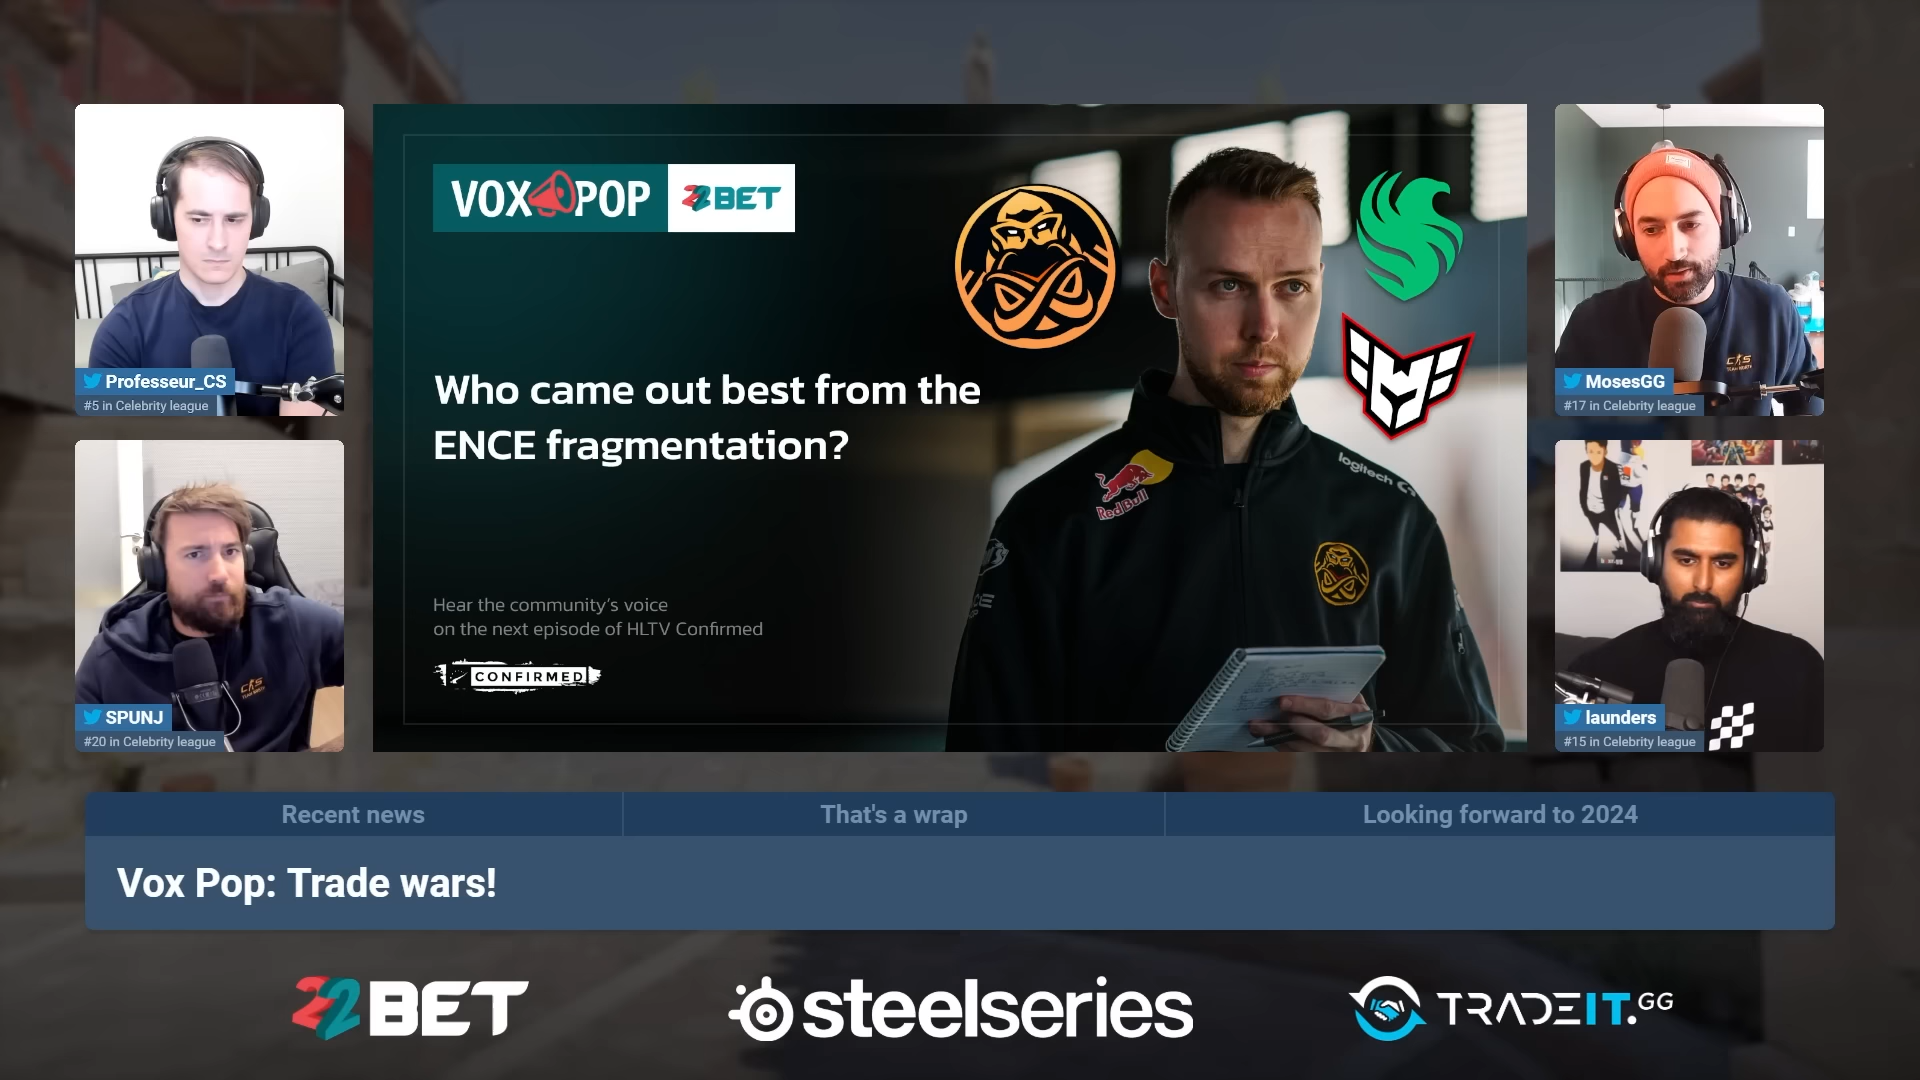 VOX POP 22BET
Who came out best from the
ENCE fragmentation?
Hear the community's voice
on the next episode of HLTV Confirmed
CONFIRMED
Red Bull
logitech G
Professeur_CS
#5 in Celebrity league
SPUNJ
#20 in Celebrity league
MosesGG
#17 in Celebrity league
launders
#15 in Celebrity league
Recent news
That's a wrap
Looking forward to 2024
Vox Pop: Trade wars!
22BET
steelseries
TRADEIT.GG